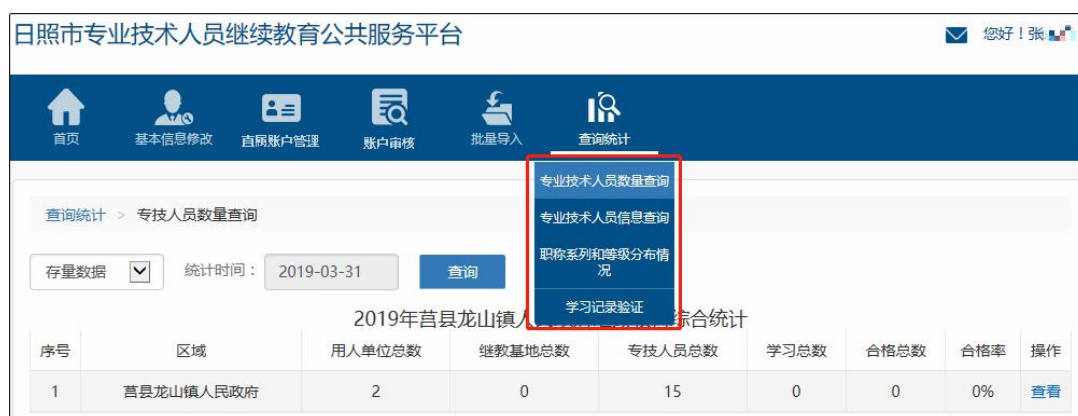 日照市专业技术人员继续教育公共服务平台
您好！张
首页 基本信息修改 直属账户管理 账户审核 批量导入 查询统计
专业技术人员数量查询
专业技术人员信息查询
职称系列和等级分布情
况
学习记录验证
查询统计 > 专技人员数量查询
存量数据 统计时间： 2019-03-31 查询
2019年莒县龙山镇人 综合统计
序号 区域 用人单位总数 继教基地总数 专技人员总数 学习总数 合格总数 合格率 操作
1 莒县龙山镇人民政府 2 0 15 0 0 0% 查看